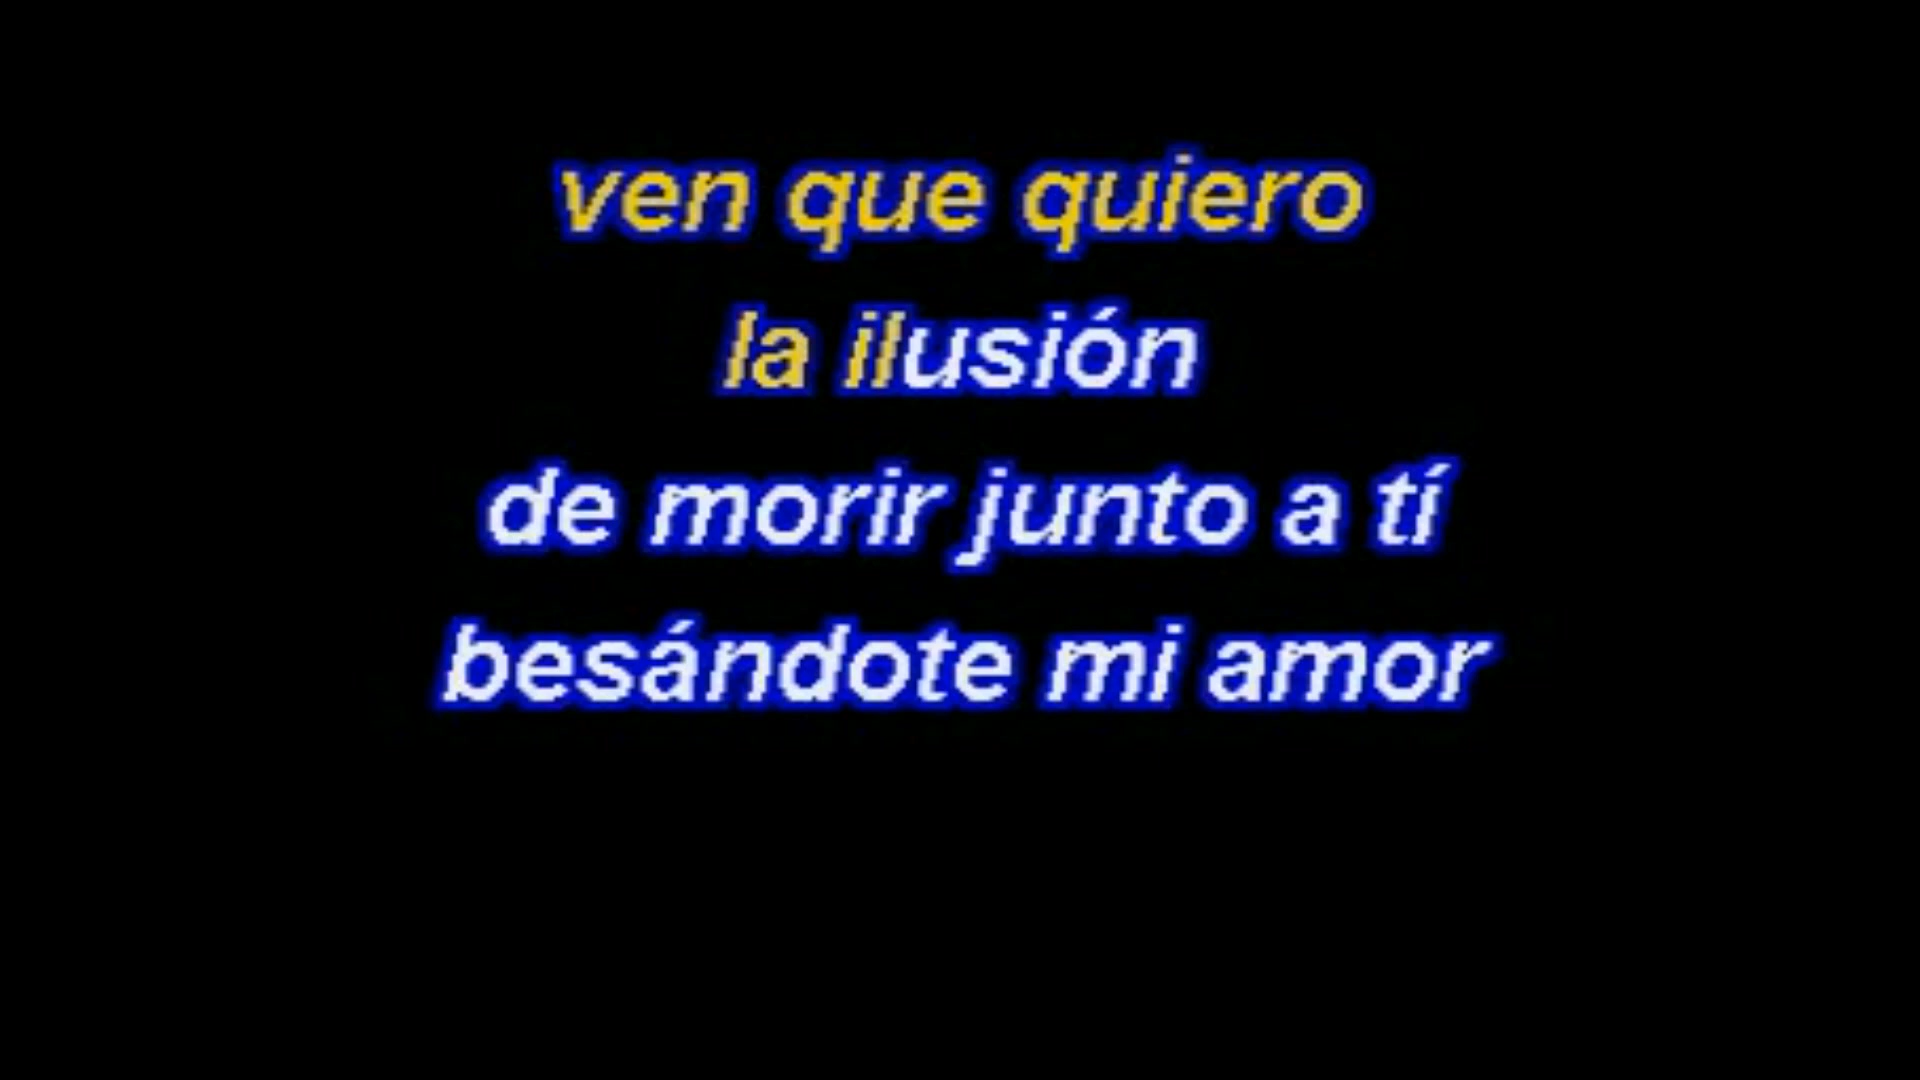 ven que quiero
la ilusión
de morir junto a tí
besándote mi amor